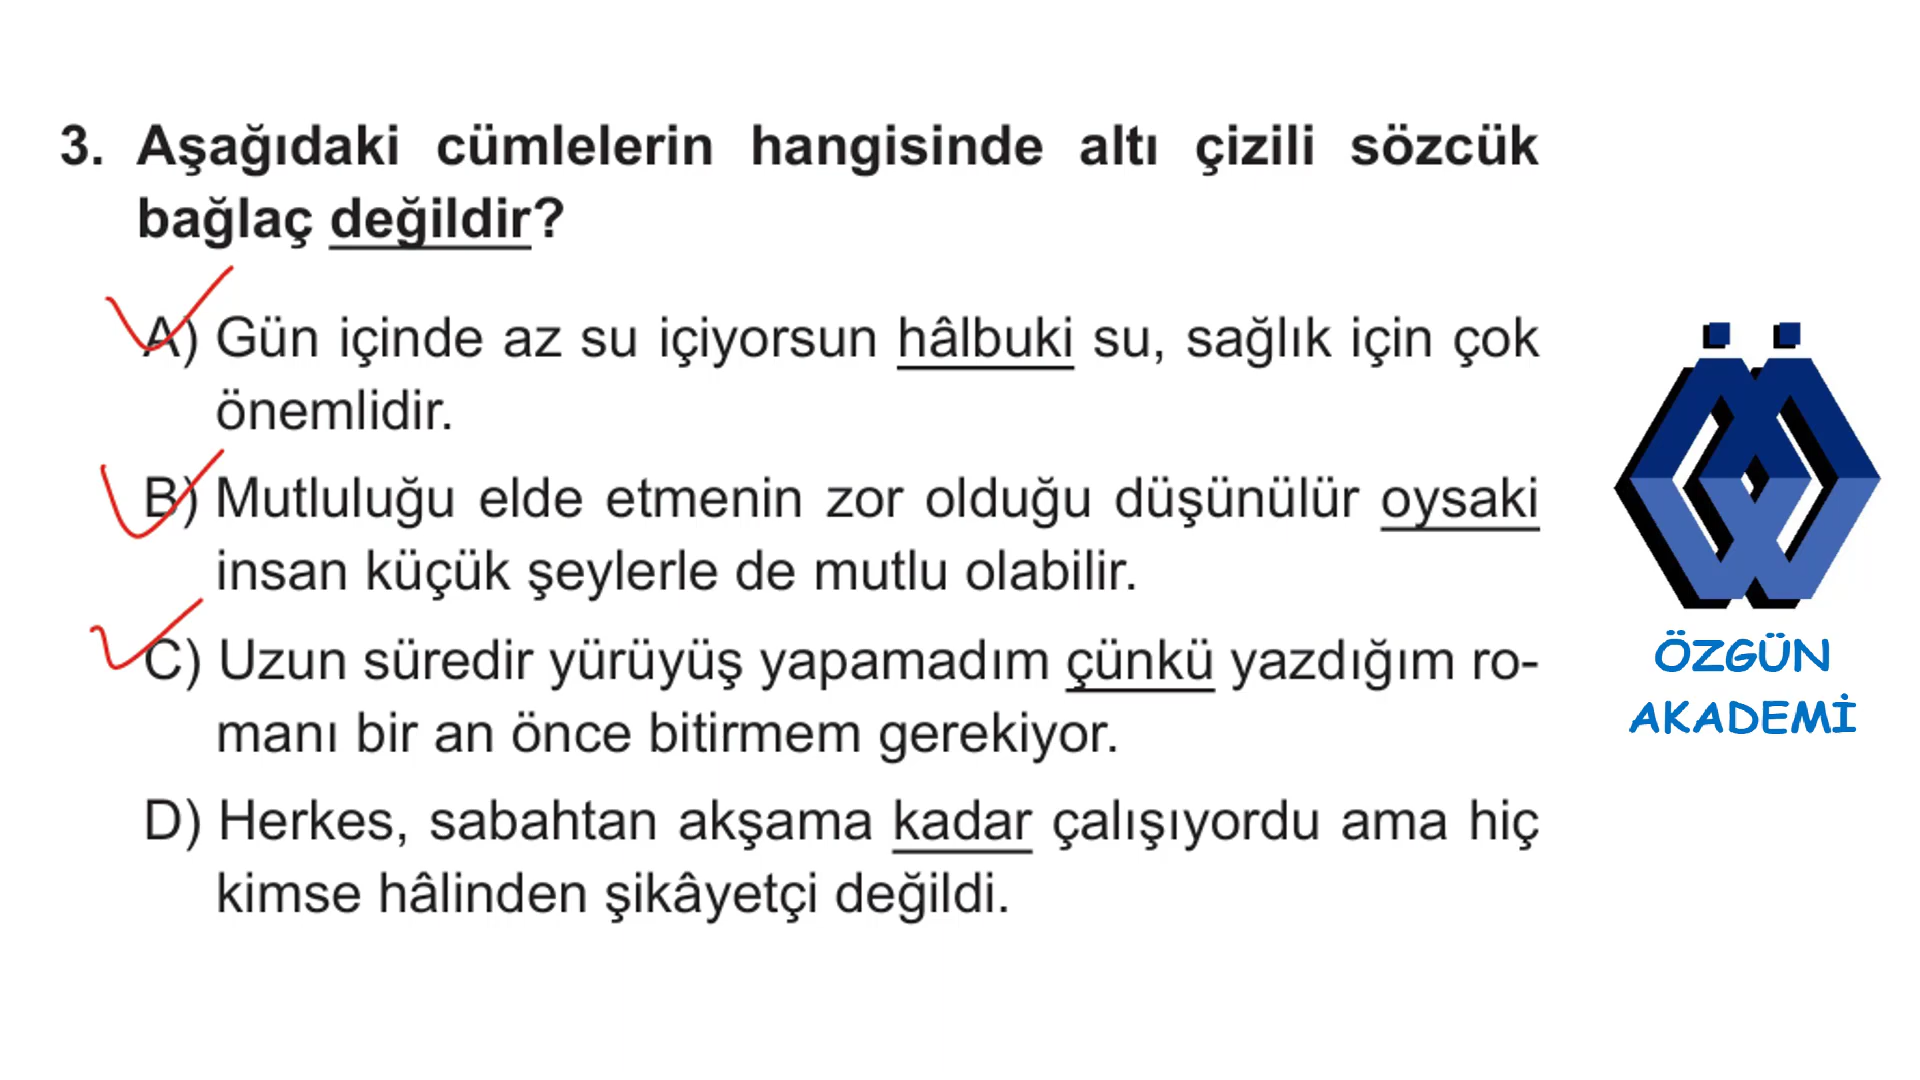 3. Aşağıdaki cümlelerin hangisinde altı çizili sözcük
bağlaç değildir?
A) Gün içinde az su içiyorsun hâlbuki su, sağlık için çok
önemlidir.
B) Mutluluğu elde etmenin zor olduğu düşünülür oysaki
insan küçük şeylerle de mutlu olabilir.
C) Uzun süredir yürüyüş yapamadım çünkü yazdığım ro-
manı bir an önce bitirmem gerekiyor.
D) Herkes, sabahtan akşama kadar çalışıyordu ama hiç
kimse hâlinden şikâyetçi değildi.
ÖZGÜN
AKADEMİ